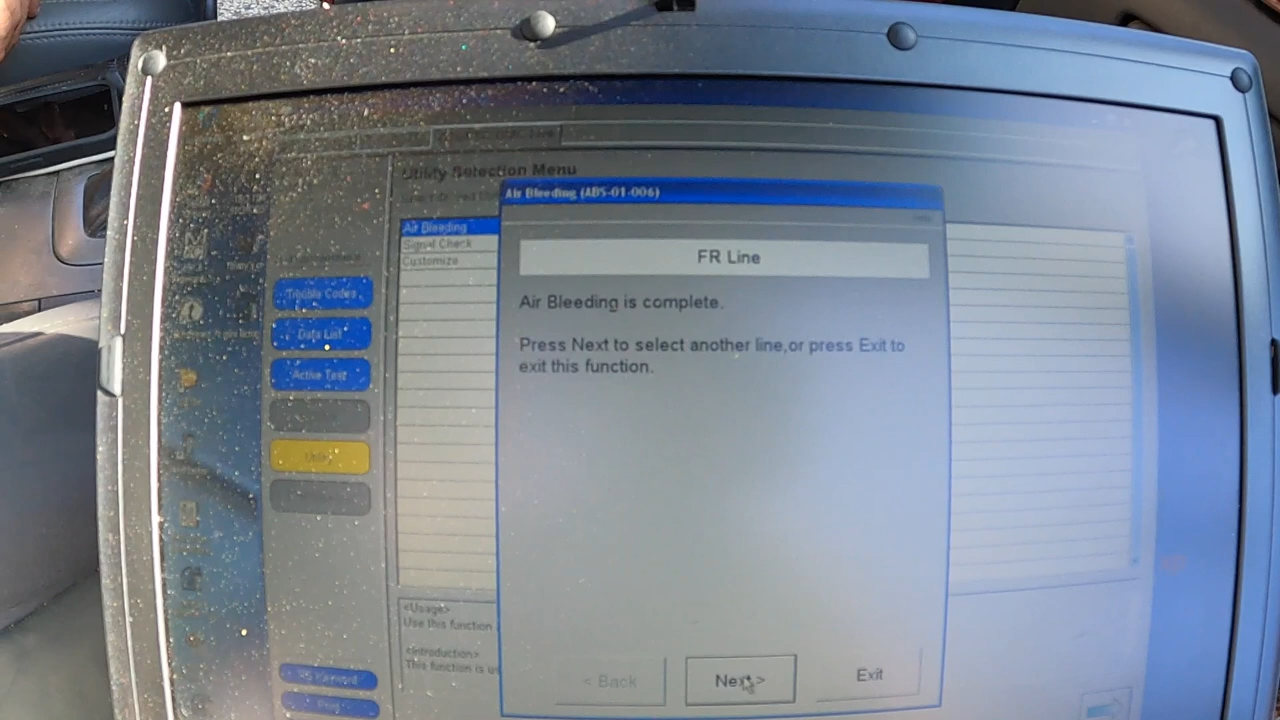 Utility Selection Menu
Air Bleeding (ABS-01-006)
Air Bleeding
Signal Check
Customize
FR Line
Air Bleeding is complete.
Press Next to select another line,or press Exit to
exit this function.
Trouble Codes
Data List
Active Test
Utility
<Usage>
Use this function
<Introduction>
This function is us
< Back
Next >
Exit
Print